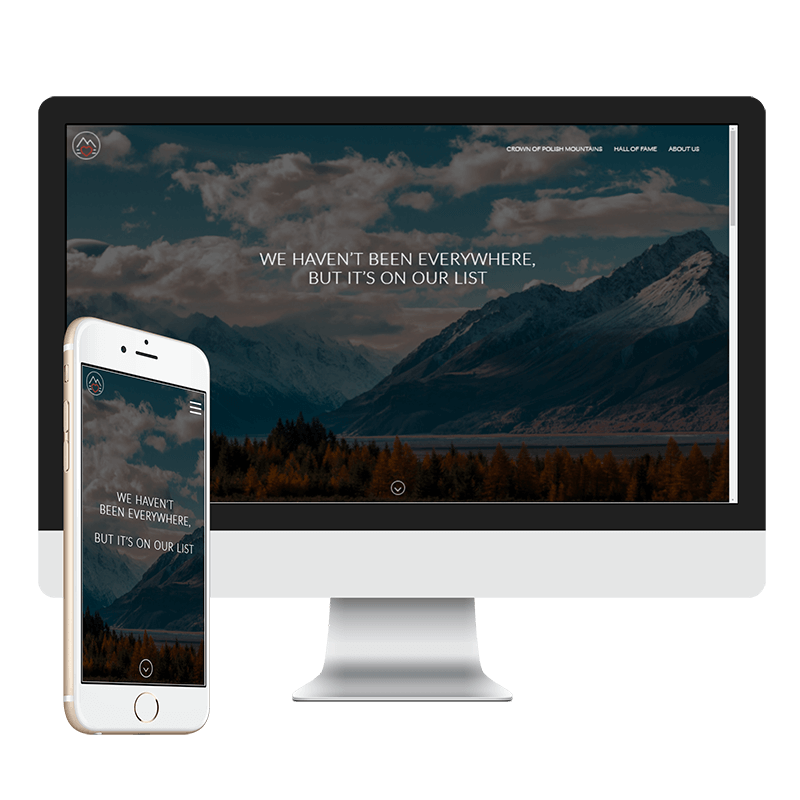 CROWN OF POLISH MOUNTAINS HALL OF FAME ABOUT US
WE HAVEN'T BEEN EVERYWHERE,
BUT IT'S ON OUR LIST
WE HAVEN'T
BEEN EVERYWHERE,
BUT IT'S ON OUR LIST